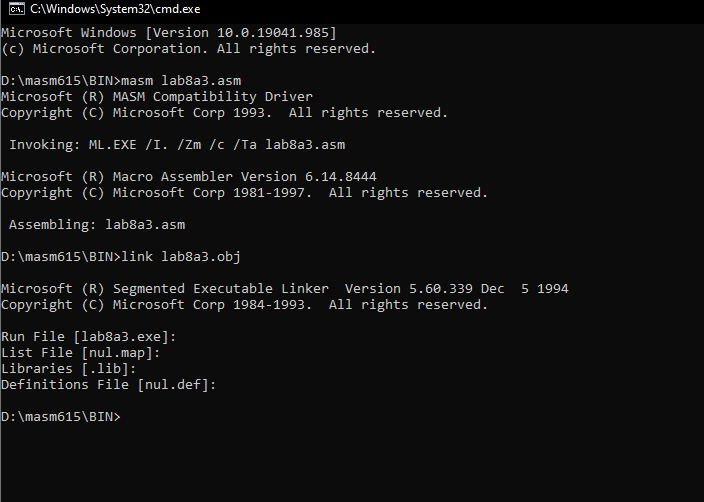 C:\Windows\System32\cmd.exe
Microsoft Windows [Version 10.0.19041.985]
(c) Microsoft Corporation. All rights reserved.
D:\masm615\BIN>masm lab8a3.asm
Microsoft (R) MASM Compatibility Driver
Copyright (C) Microsoft Corp 1993.  All rights reserved.
 Invoking: ML.EXE /I. /Zm /c /Ta lab8a3.asm
Microsoft (R) Macro Assembler Version 6.14.8444
Copyright (C) Microsoft Corp 1981-1997.  All rights reserved.
 Assembling: lab8a3.asm
D:\masm615\BIN>link lab8a3.obj
Microsoft (R) Segmented Executable Linker  Version 5.60.339 Dec  5 1994
Copyright (C) Microsoft Corp 1984-1993.  All rights reserved.
Run File [lab8a3.exe]:
List File [nul.map]:
Libraries [.lib]:
Definitions File [nul.def]:
D:\masm615\BIN>